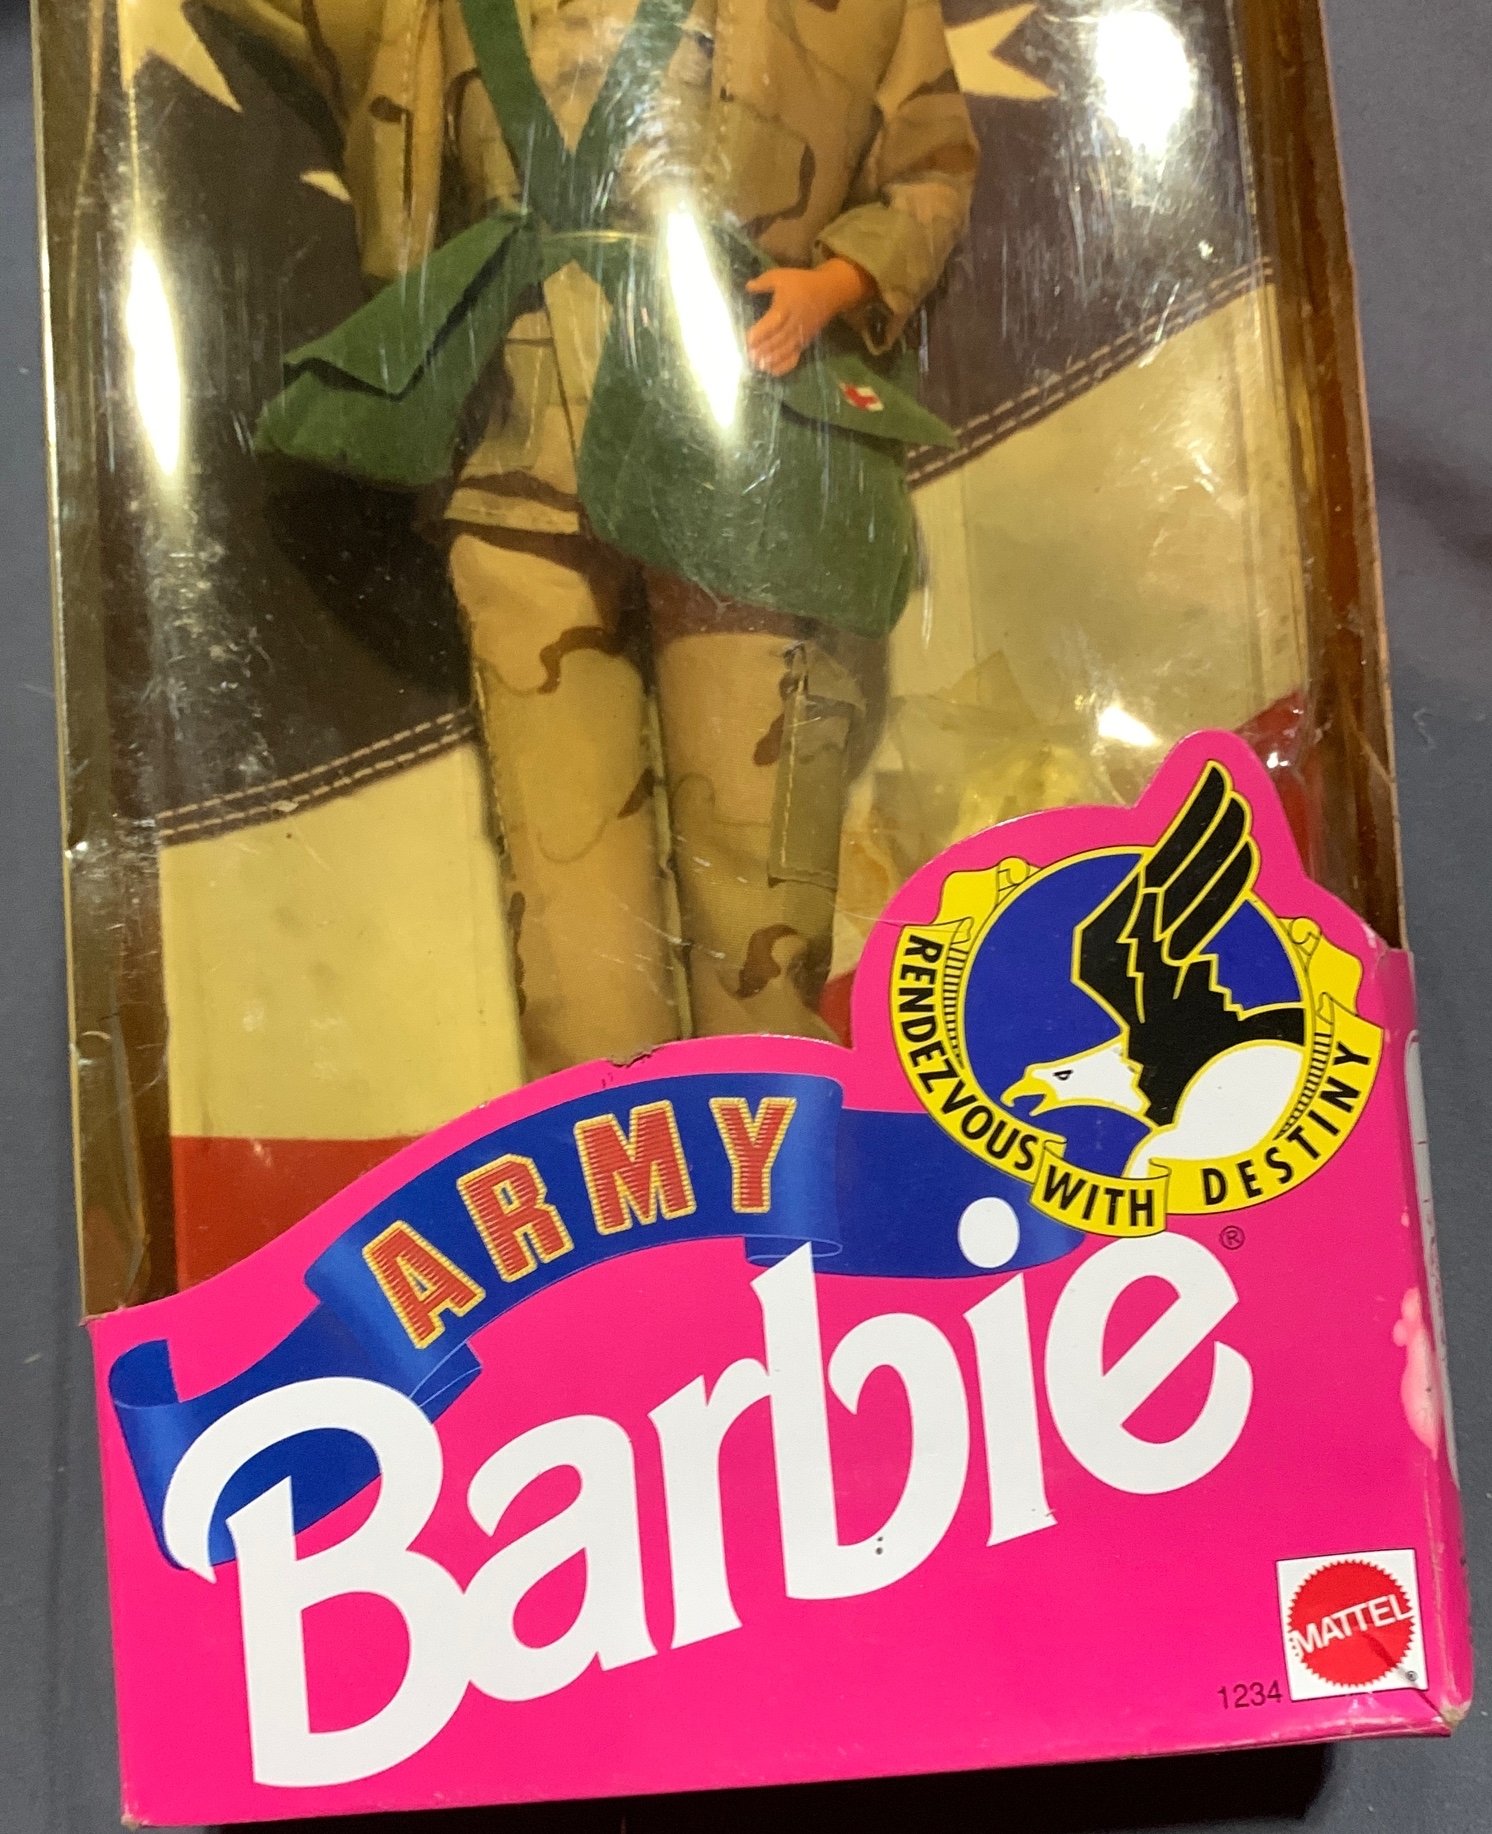 RENDEZVOUS WITH DESTINY
ARMY
Barbie®
MATTEL®
1234